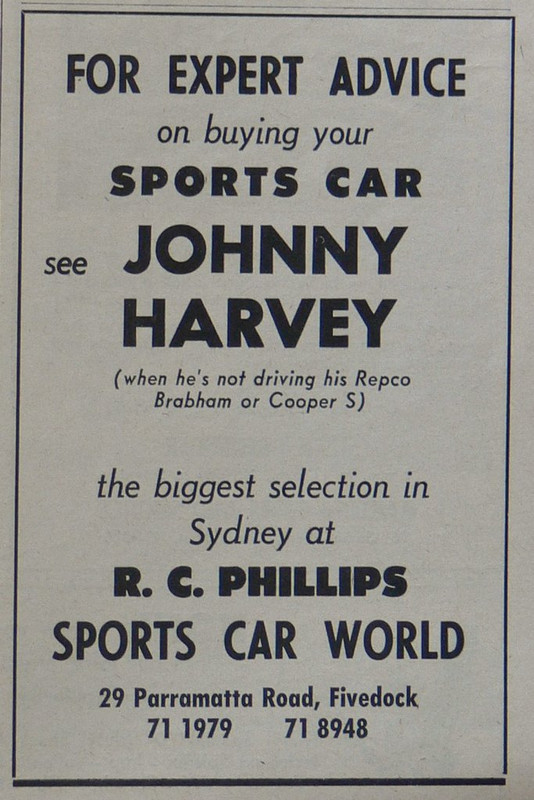 FOR EXPERT ADVICE
on buying your
SPORTS CAR
see JOHNNY
HARVEY
(when he's not driving his Repco
Brabham or Cooper S)
the biggest selection in
Sydney at
R. C. PHILLIPS
SPORTS CAR WORLD
29 Parramatta Road, Fivedock
71 1979 71 8948